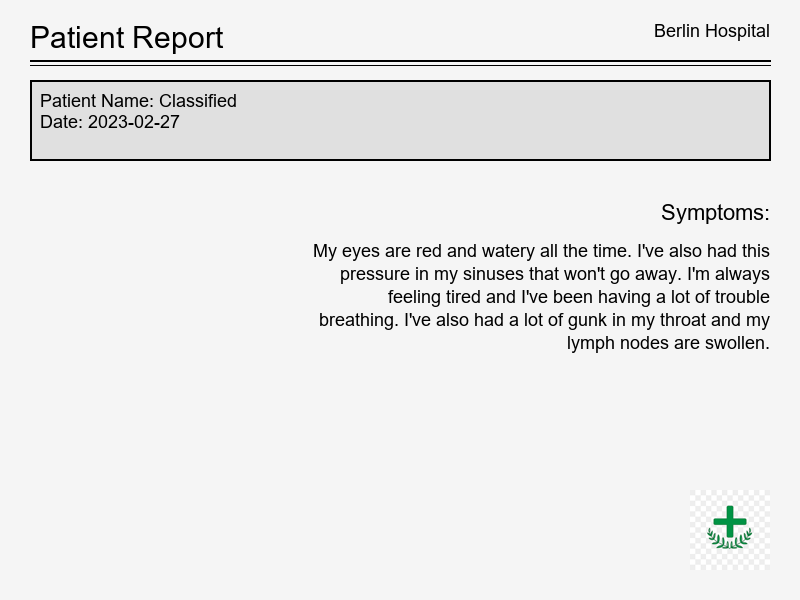 Patient Report
Berlin Hospital
Patient Name: Classified
Date: 2023-02-27
Symptoms:
My eyes are red and watery all the time. I've also had this
pressure in my sinuses that won't go away. I'm always
feeling tired and I've been having a lot of trouble
breathing. I've also had a lot of gunk in my throat and my
lymph nodes are swollen.